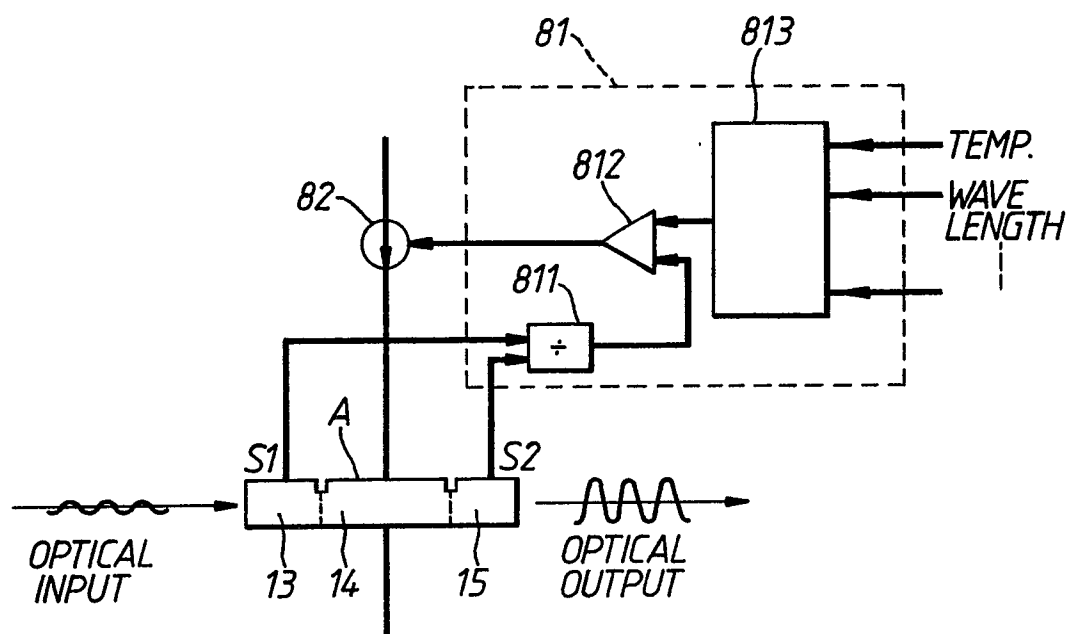 81
813
TEMP.
812
WAVE
LENGTH
82
811
÷
A
S1
S2
OPTICAL
INPUT
13
14
15
OPTICAL
OUTPUT